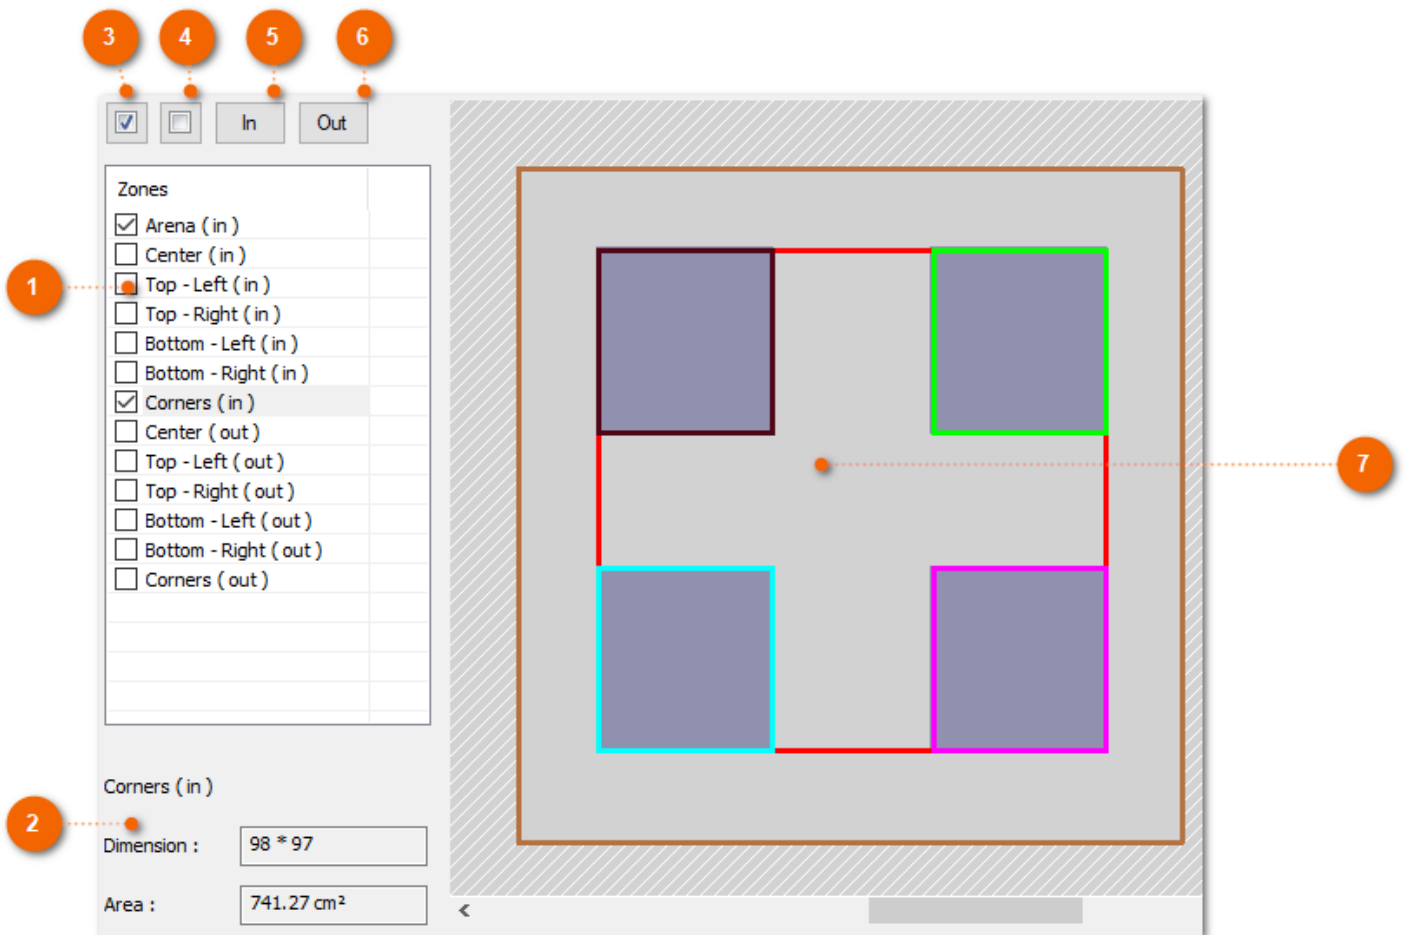 3 4 5 6
In Out
Zones
Arena ( in )
Center ( in )
1
Top - Left ( in )
Top - Right ( in )
Bottom - Left ( in )
Bottom - Right ( in )
Corners ( in )
Center ( out )
7
Top - Left ( out )
Top - Right ( out )
Bottom - Left ( out )
Bottom - Right ( out )
Corners ( out )
Corners ( in )
2
Dimension : 98 * 97
Area : 741.27 cm²